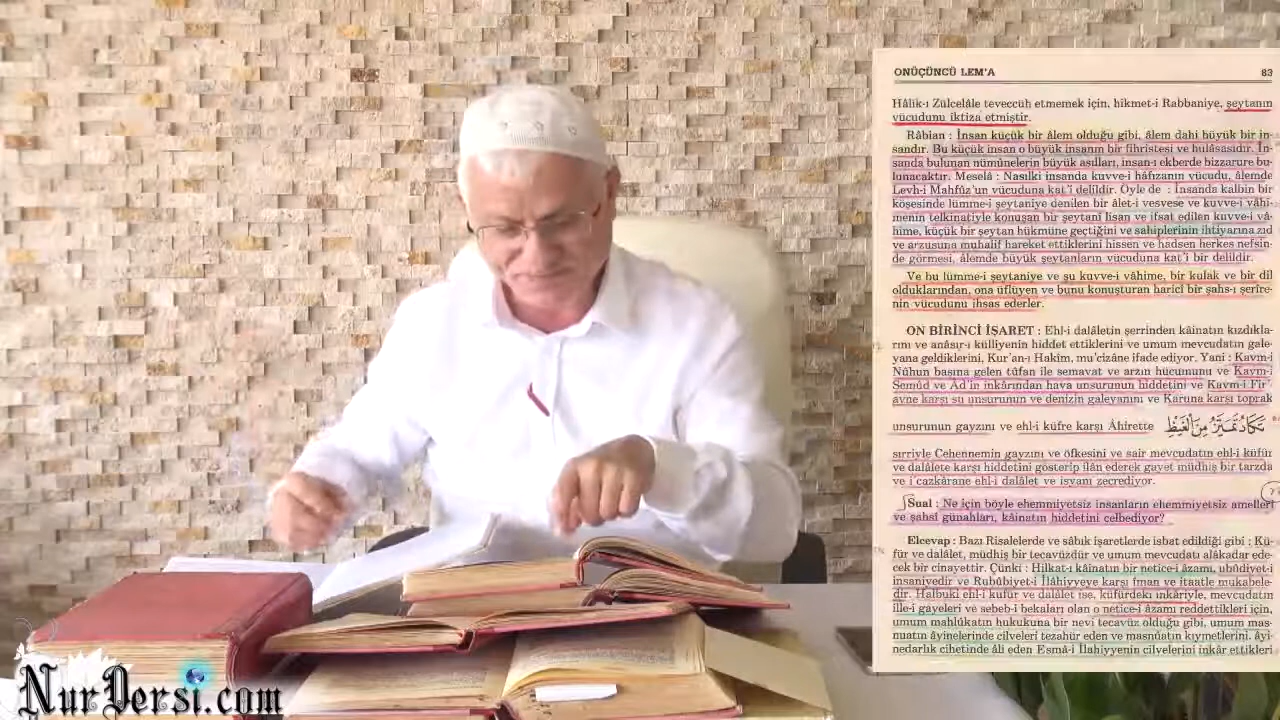 ONÜÇÜNCÜ LEM'A 83
Hâlık-ı Zülcelâle teveccüh etmemek için, hikmet-i Rabbaniye, şeytanın
vücudunu iktiza etmiştir.
Râbian : İnsan küçük bir âlem olduğu gibi, âlem dahi büyük bir in-
sandır. Bu küçük insan o büyük insanın bir fihristesi ve hulâsasıdır. İn-
sanda bulunan nümûnelerin büyük asılları, insan-ı ekberde bizzarure bu-
lunacaktır. Meselâ : Nasılki insanda kuvve-i hâfızanın vücudu, âlemde
Levh-i Mahfûz'un vücuduna kat'î delildir. Öyle de : İnsanda kalbin bir
köşesinde lümme-i şeytaniye denilen bir âlet-i vesvese ve kuvve-i vâhi-
menin telkinatiyle konuşan bir şeytanî lisan ve ifsat edilen kuvve-i vâ-
hime, küçük bir şeytan hükmüne geçtiğini ve sahiplerinin ihtiyarına zıd
ve arzusuna muhalif hareket ettiklerini hissen ve hadsen herkes nefsin-
de görmesi, âlemde büyük şeytanların vücuduna kat'î bir delildir.
Ve bu lümme-i şeytaniye ve şu kuvve-i vâhime, bir kulak ve bir dil
olduklarından, ona üflüyen ve bunu konuşturan haricî bir şahs-ı şerîre-
nin vücudunu ihsas ederler.
ON BİRİNCİ İŞARET : Ehl-i dalâletin şerrinden kâinatın kızdıkla-
rını ve anâsır-ı külliyenin hiddet ettiklerini ve umum mevcudatın gale-
yana geldiklerini, Kur'an-ı Hakîm, mu'cizâne ifade ediyor. Yani : Kavm-i
Nûhun başına gelen tûfan ile semavat ve arzın hücumunu ve Kavm-i
Semûd ve Âd'in inkârından hava unsurunun hiddetini ve Kavm-i Fir'-
avne karşı su unsurunun ve denizin galeyanını ve Karuna karşı toprak
unsurunun gayzını ve ehl-i küfre karşı Âhirette تَكَادُ تَمَيَّزُ مِنَ الْغَيْظِ
sırriyle Cehennemin gayzını ve öfkesini ve sair mevcudatın ehl-i küfür
ve dalâlete karşı hiddetini gösterip ilân ederek gayet müdhiş bir tarzda
ve i'cazkârane ehl-i dalâlet ve isyanı zecrediyor.
Sual : Ne için böyle ehemmiyetsiz insanların ehemmiyetsiz amelleri
ve şahsî günahları, kâinatın hiddetini celbediyor?
Elcevap : Bazı Risalelerde ve sâbık işaretlerde isbat edildiği gibi ; Kü-
für ve dalâlet, müdhiş bir tecavüzdür ve umum mevcudatı alâkadar ede-
cek bir cinayettir. Çünki : Hilkat-ı kâinatın bir netice-i âzamı, ubûdiyet-i
insaniyedir ve Rubûbiyet-i İlâhiyyeye karşı iman ve itaatle mukabele-
dir. Halbuki ehl-i küfür ve dalâlet ise, küfürdeki inkâriyle, mevcudatın
ille-i gayeleri ve sebeb-i bekaları olan o netice-i âzamı reddettikleri için,
umum mahlûkatın hukukuna bir nevi tecavüz olduğu gibi, umum mas-
nuatın âyinelerinde cilveleri tezahür eden ve masnûatın kıymetlerini, âyi-
nedarlık cihetinde âli eden Esmâ-i İlahiyyenin cilvelerini inkâr ettikleri
NurDersi.com